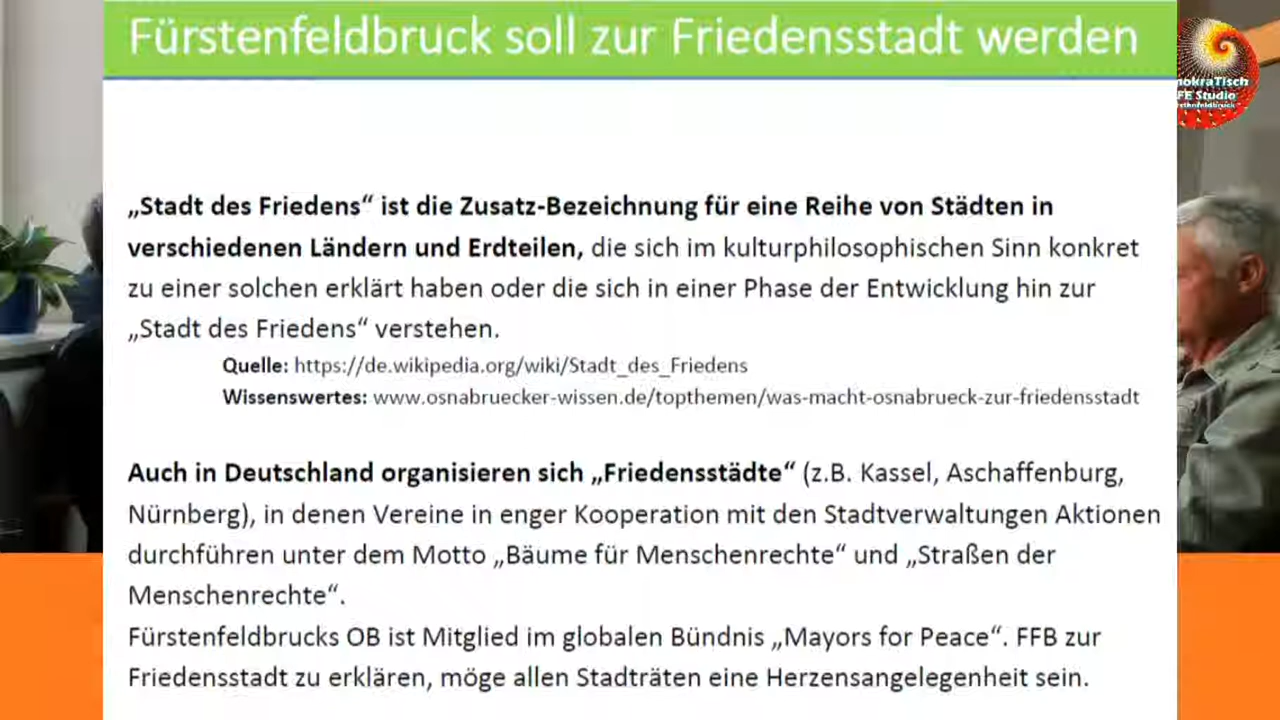 Fürstenfeldbruck soll zur Friedensstadt werden
mokraTisch
FE Studio
„Stadt des Friedens“ ist die Zusatz-Bezeichnung für eine Reihe von Städten in
verschiedenen Ländern und Erdteilen, die sich im kulturphilosophischen Sinn konkret
zu einer solchen erklärt haben oder die sich in einer Phase der Entwicklung hin zur
„Stadt des Friedens“ verstehen.
Quelle: https://de.wikipedia.org/wiki/Stadt_des_Friedens
Wissenswertes: www.osnabruecker-wissen.de/topthemen/was-macht-osnabrueck-zur-friedensstadt
Auch in Deutschland organisieren sich „Friedensstädte“ (z.B. Kassel, Aschaffenburg,
Nürnberg), in denen Vereine in enger Kooperation mit den Stadtverwaltungen Aktionen
durchführen unter dem Motto „Bäume für Menschenrechte“ und „Straßen der
Menschenrechte“.
Fürstenfeldbrucks OB ist Mitglied im globalen Bündnis „Mayors for Peace“. FFB zur
Friedensstadt zu erklären, möge allen Stadträten eine Herzensangelegenheit sein.